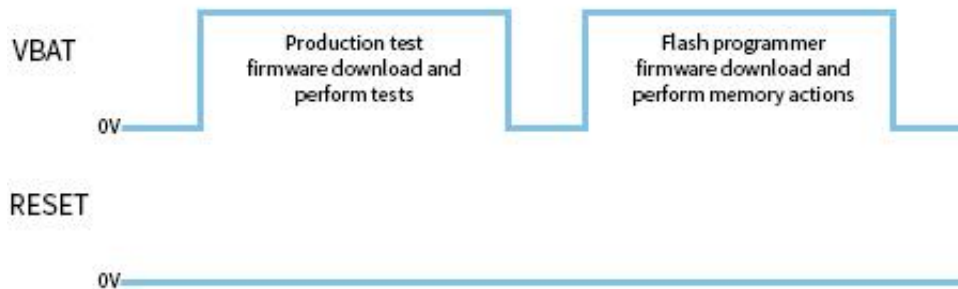 VBAT
Production test
firmware download and
perform tests
Flash programmer
firmware download and
perform memory actions
0V
RESET
0V